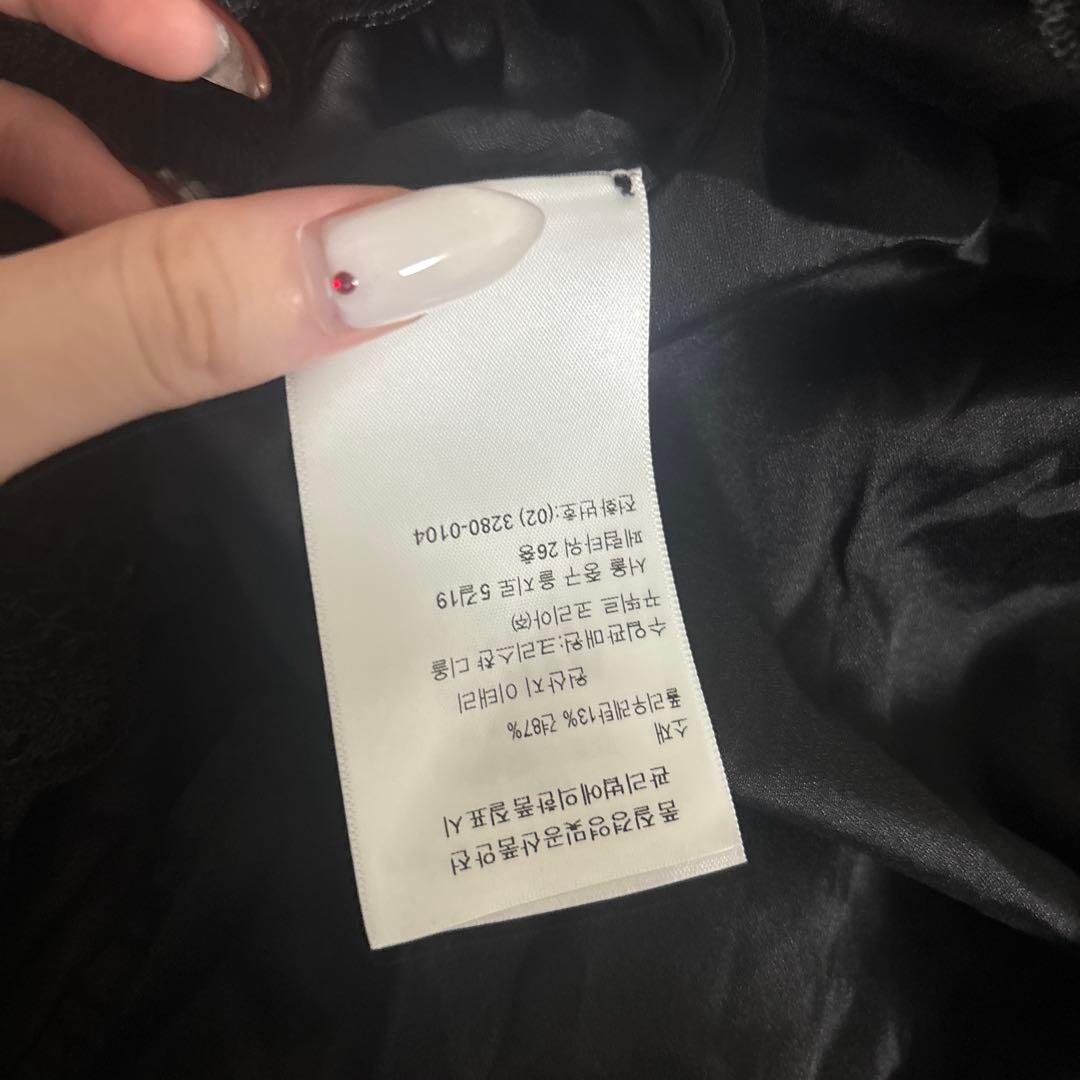 품질경영및공산품안전
관리법에의한품질표시
소재
폴리우레탄13% 견87%
원산지 이태리
수입판매원:크리스챤 디올
꾸뛰르 코리아㈜
서울 중구 을지로 5길19
페럼타워 26층
전화번호:(02) 3280-0104